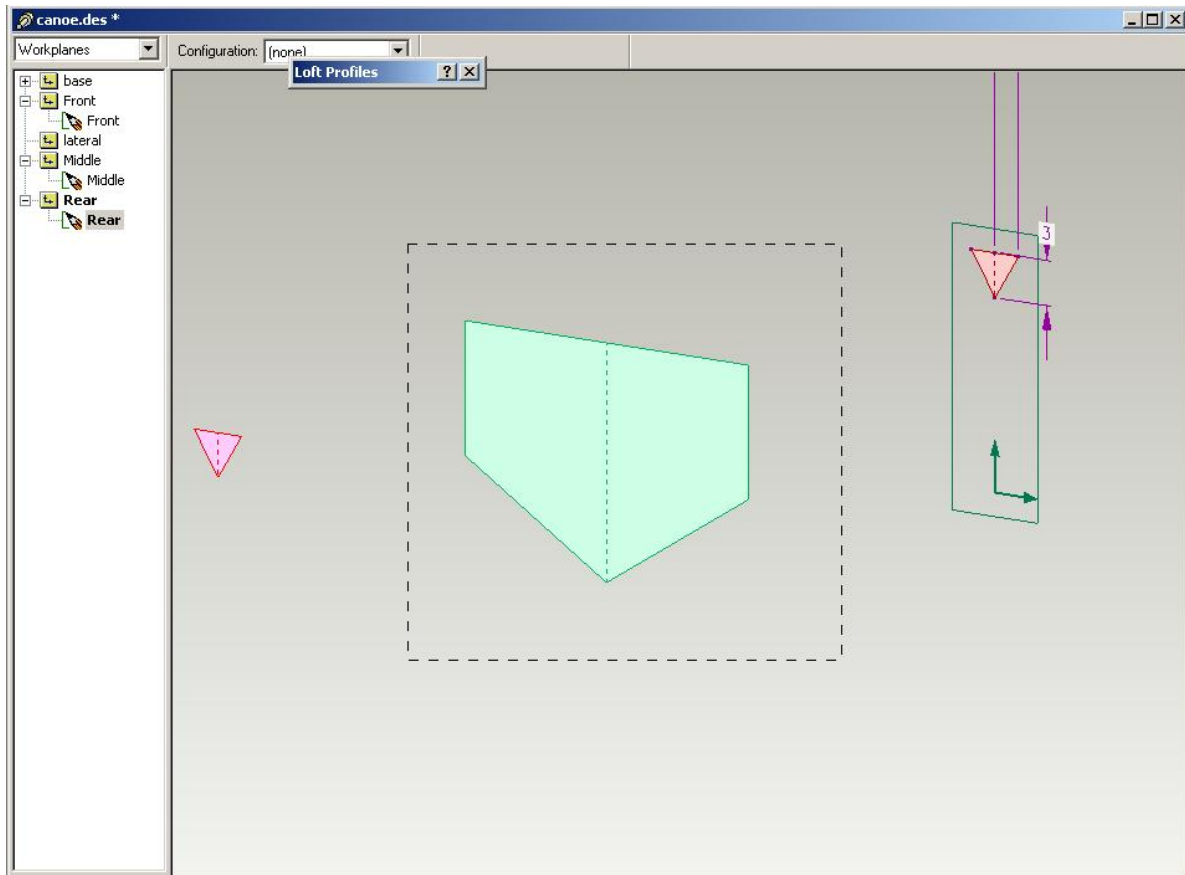 canoe.des *
Workplanes
Configuration: (none)
Loft Profiles
base
Front
Front
lateral
Middle
Middle
Rear
Rear
3